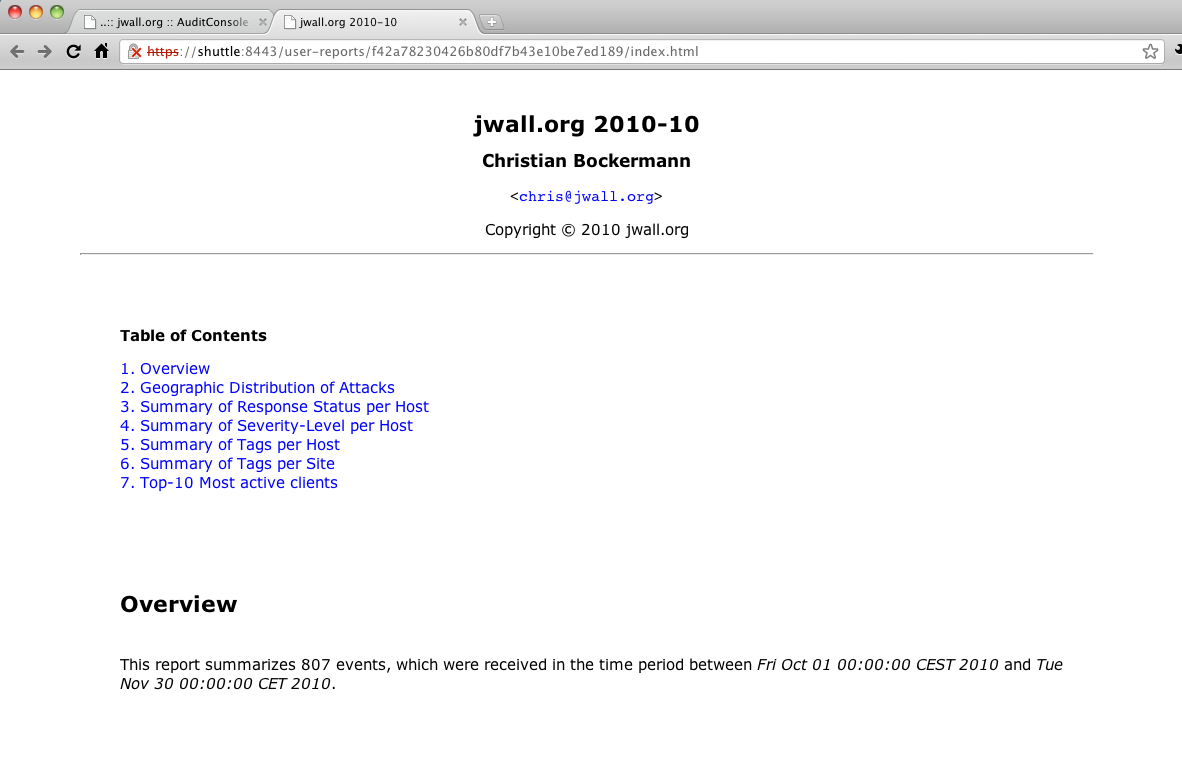 ..:: jwall.org :: AuditConsole
jwall.org 2010-10
https://shuttle:8443/user-reports/f42a78230426b80df7b43e10be7ed189/index.html
jwall.org 2010-10
Christian Bockermann
<chris@jwall.org>
Copyright © 2010 jwall.org
Table of Contents
1. Overview
2. Geographic Distribution of Attacks
3. Summary of Response Status per Host
4. Summary of Severity-Level per Host
5. Summary of Tags per Host
6. Summary of Tags per Site
7. Top-10 Most active clients
Overview
This report summarizes 807 events, which were received in the time period between Fri Oct 01 00:00:00 CEST 2010 and Tue
Nov 30 00:00:00 CET 2010.